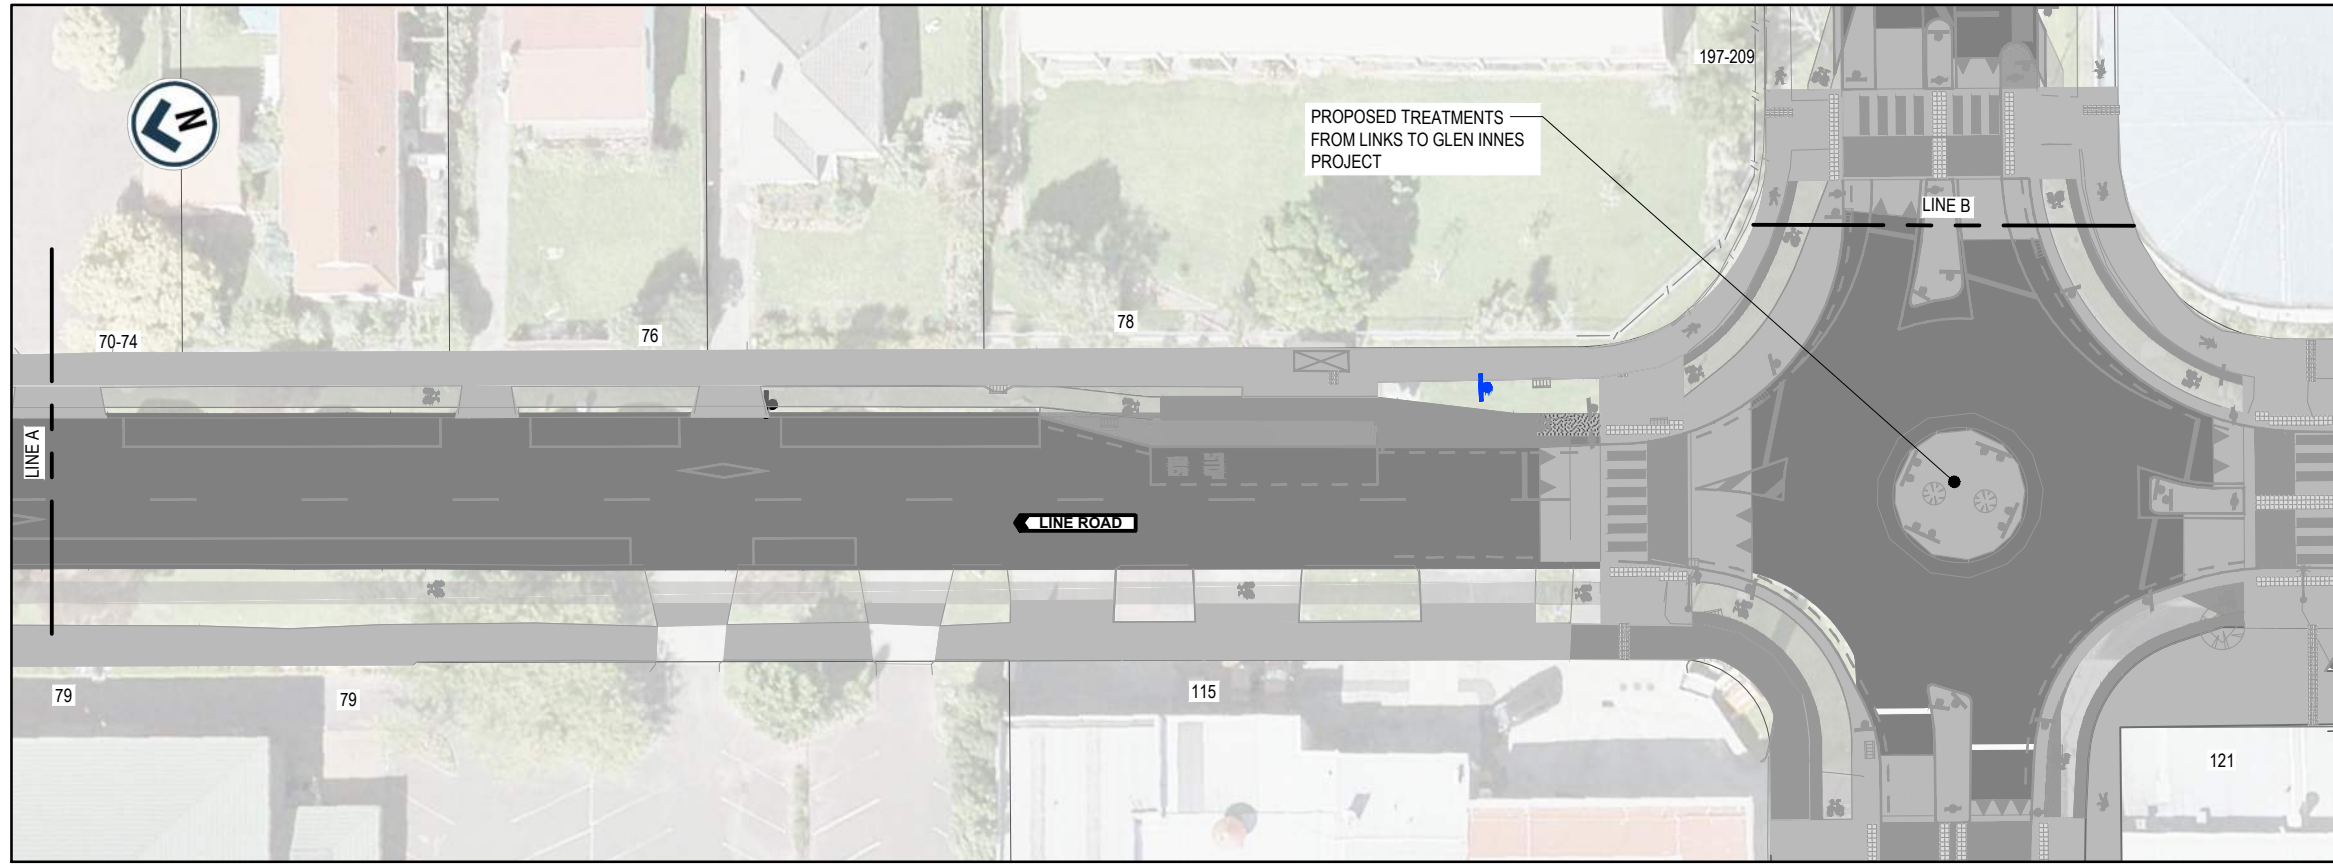 N
197-209
PROPOSED TREATMENTS
FROM LINKS TO GLEN INNES
PROJECT
LINE B
78
76
70-74
LINE A
LINE ROAD
79
79
115
121